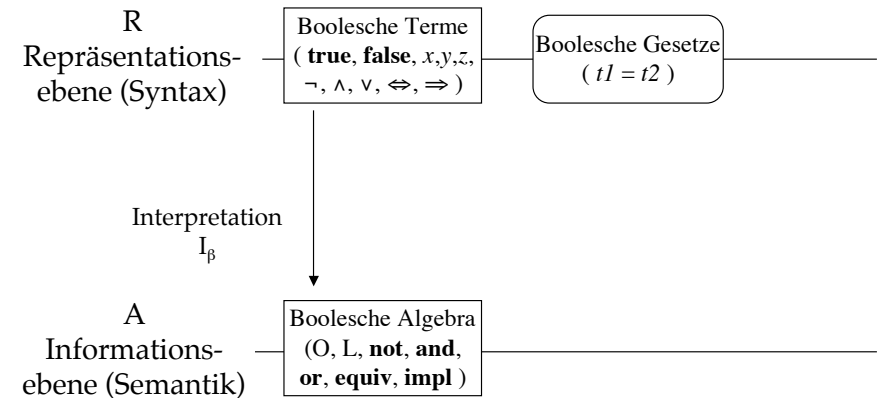 R
Repräsentations-
ebene (Syntax)
Boolesche Terme
( true, false, x,y,z,
¬, ∧, ∨, ⇔, ⇒ )
Boolesche Gesetze
( t1 = t2 )
Interpretation
Iβ
A
Informations-
ebene (Semantik)
Boolesche Algebra
(O, L, not, and,
or, equiv, impl )